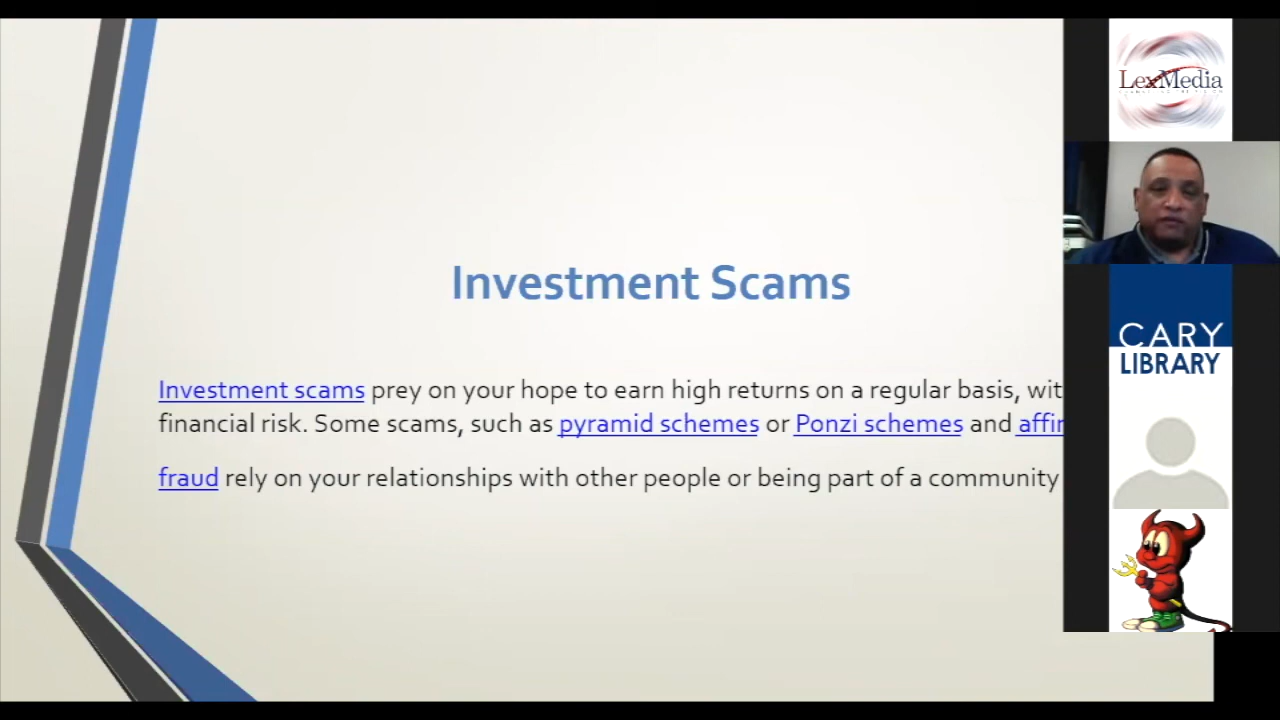 Investment Scams
Investment scams prey on your hope to earn high returns on a regular basis, wit
financial risk. Some scams, such as pyramid schemes or Ponzi schemes and affin
fraud rely on your relationships with other people or being part of a community
LexMedia
CARY
LIBRARY